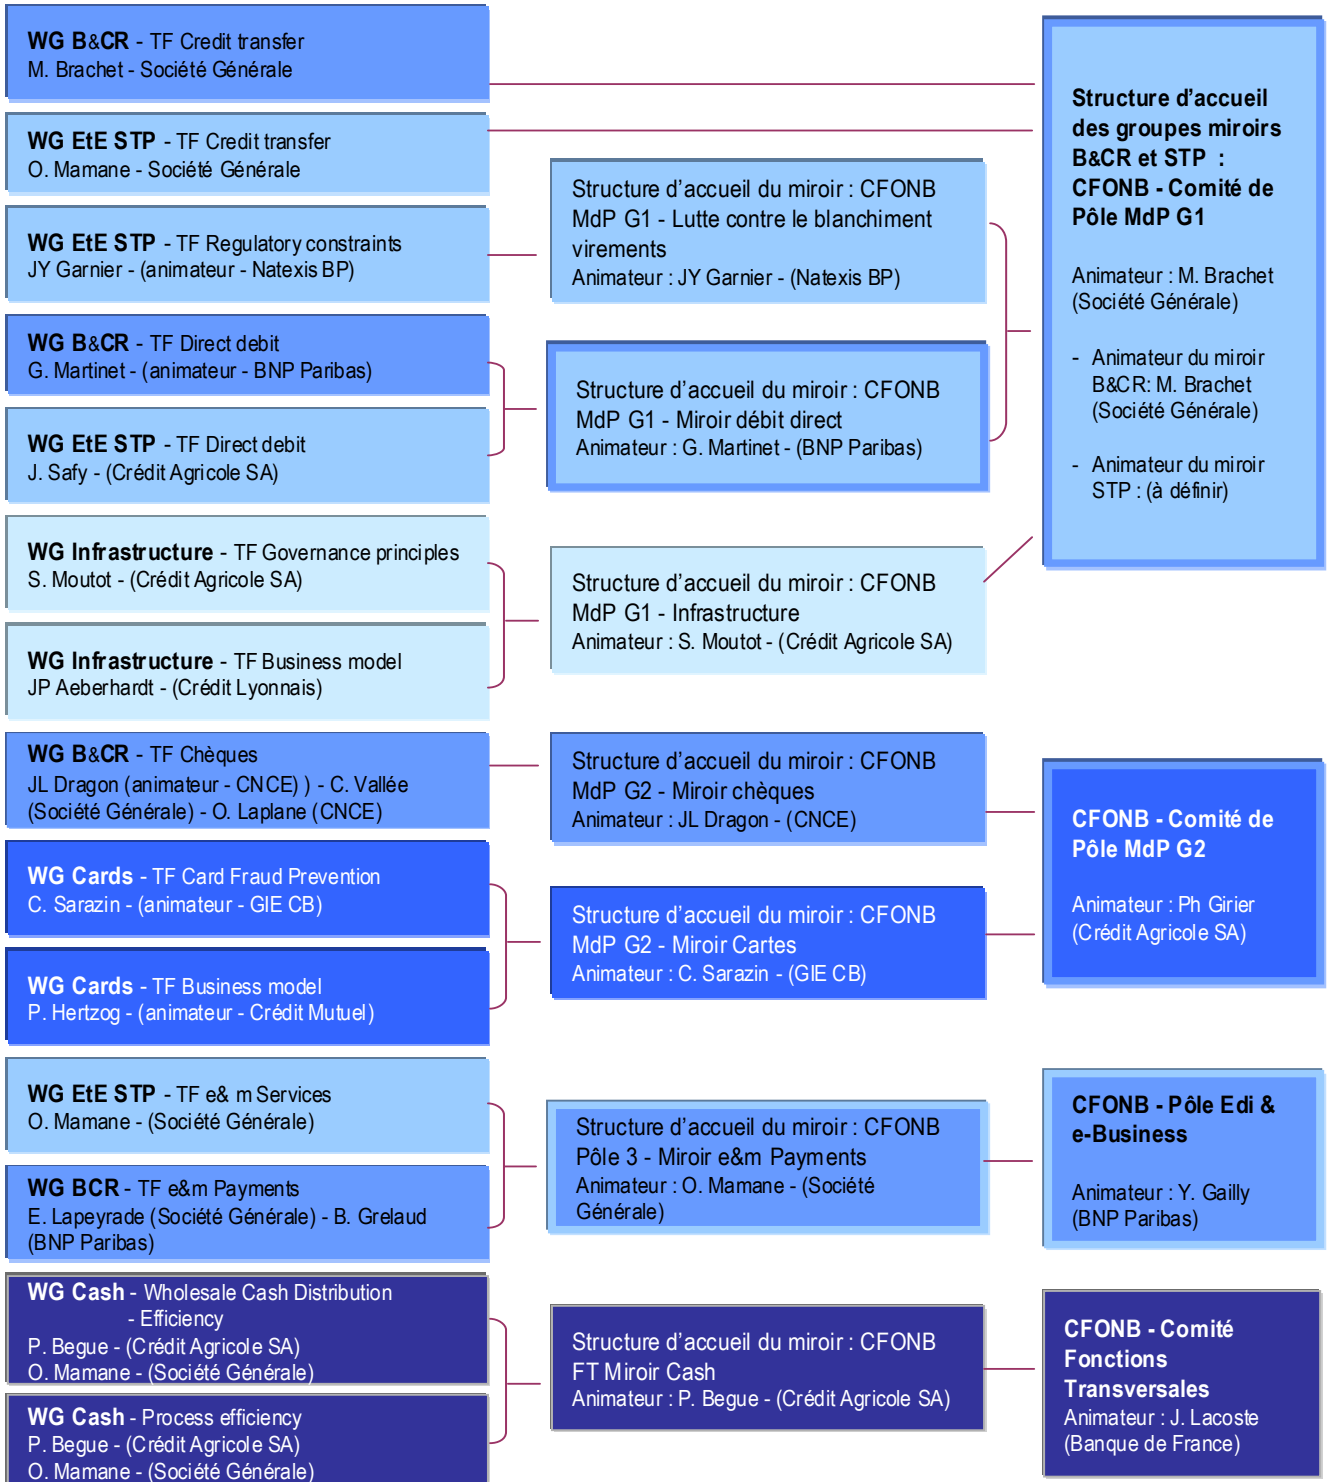 WG B&CR - TF Credit transfer
M. Brachet - Société Générale
WG EtE STP - TF Credit transfer
O. Mamane - Société Générale
WG EtE STP - TF Regulatory constraints
JY Garnier - (animateur - Natexis BP)
WG B&CR - TF Direct debit
G. Martinet - (animateur - BNP Paribas)
WG EtE STP - TF Direct debit
J. Safy - (Crédit Agricole SA)
WG Infrastructure - TF Governance principles
S. Moutot - (Crédit Agricole SA)
WG Infrastructure - TF Business model
JP Aeberhardt - (Crédit Lyonnais)
WG B&CR - TF Chèques
JL Dragon (animateur - CNCE) ) - C. Vallée
(Société Générale) - O. Laplane (CNCE)
WG Cards - TF Card Fraud Prevention
C. Sarazin - (animateur - GIE CB)
WG Cards - TF Business model
P. Hertzog - (animateur - Crédit Mutuel)
WG EtE STP - TF e& m Services
O. Mamane - (Société Générale)
WG BCR - TF e&m Payments
E. Lapeyrade (Société Générale) - B. Grelaud
(BNP Paribas)
WG Cash - Wholesale Cash Distribution
- Efficiency
P. Begue - (Crédit Agricole SA)
O. Mamane - (Société Générale)
WG Cash - Process efficiency
P. Begue - (Crédit Agricole SA)
O. Mamane - (Société Générale)
Structure d'accueil du miroir : CFONB
MdP G1 - Lutte contre le blanchiment
virements
Animateur : JY Garnier - (Natexis BP)
Structure d'accueil du miroir : CFONB
MdP G1 - Miroir débit direct
Animateur : G. Martinet - (BNP Paribas)
Structure d'accueil du miroir : CFONB
MdP G1 - Infrastructure
Animateur : S. Moutot - (Crédit Agricole SA)
Structure d'accueil du miroir : CFONB
MdP G2 - Miroir chèques
Animateur : JL Dragon - (CNCE)
Structure d'accueil du miroir : CFONB
MdP G2 - Miroir Cartes
Animateur : C. Sarazin - (GIE CB)
Structure d'accueil du miroir : CFONB
Pôle 3 - Miroir e&m Payments
Animateur : O. Mamane - (Société
Générale)
Structure d'accueil du miroir : CFONB
FT Miroir Cash
Animateur : P. Begue - (Crédit Agricole SA)
Structure d'accueil
des groupes miroirs
B&CR et STP :
CFONB - Comité de
Pôle MdP G1
Animateur : M. Brachet
(Société Générale)
- Animateur du miroir
B&CR: M. Brachet
(Société Générale)
- Animateur du miroir
STP : (à définir)
CFONB - Comité de
Pôle MdP G2
Animateur : Ph Girier
(Crédit Agricole SA)
CFONB - Pôle Edi &
e-Business
Animateur : Y. Gailly
(BNP Paribas)
CFONB - Comité
Fonctions
Transversales
Animateur : J. Lacoste
(Banque de France)